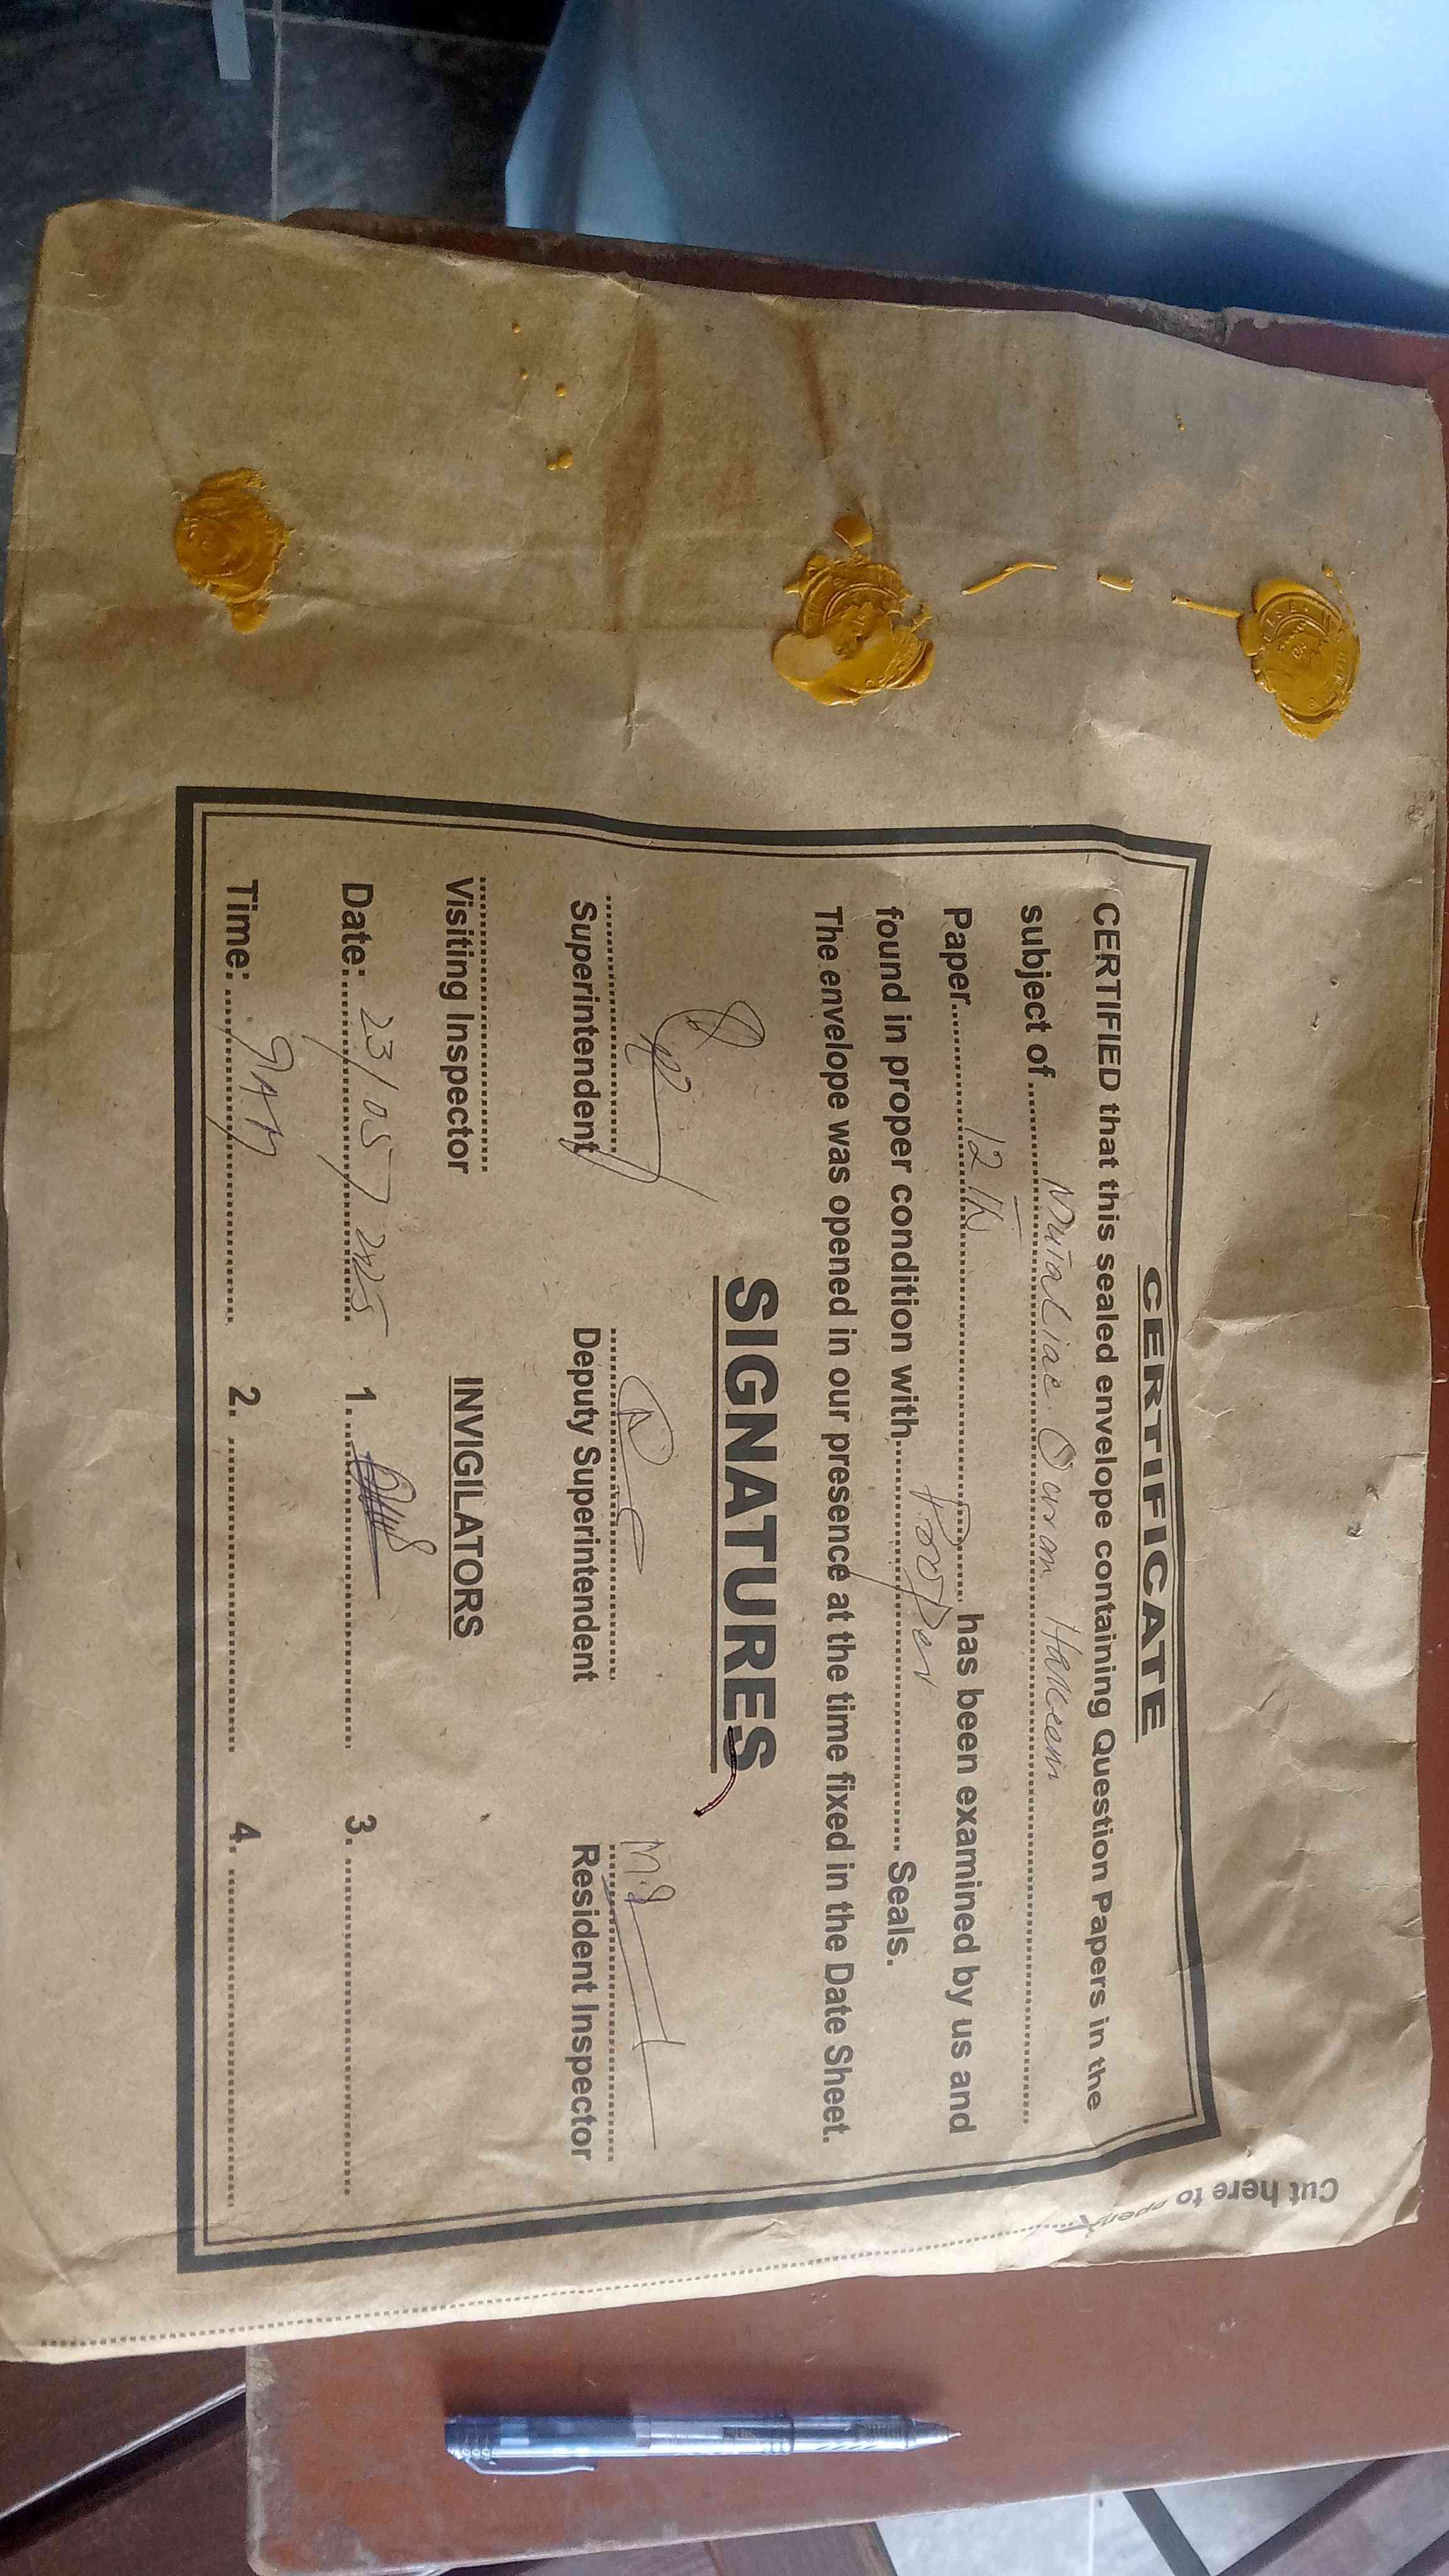 Cut here to open
CERTIFICATE
CERTIFIED that this sealed envelope containing Question Papers in the
subject of ........ Mutaliae Quran Hakeem
Paper........ 12th ........ has been examined by us and
found in proper condition with........ Proper ........ Seals.
The envelope was opened in our presence at the time fixed in the Date Sheet.
SIGNATURES
Superintendent Deputy Superintendent Resident Inspector
Visiting Inspector INVIGILATORS
Date: 23/05/2025 1. 3.
Time: 9AM 2. 4.